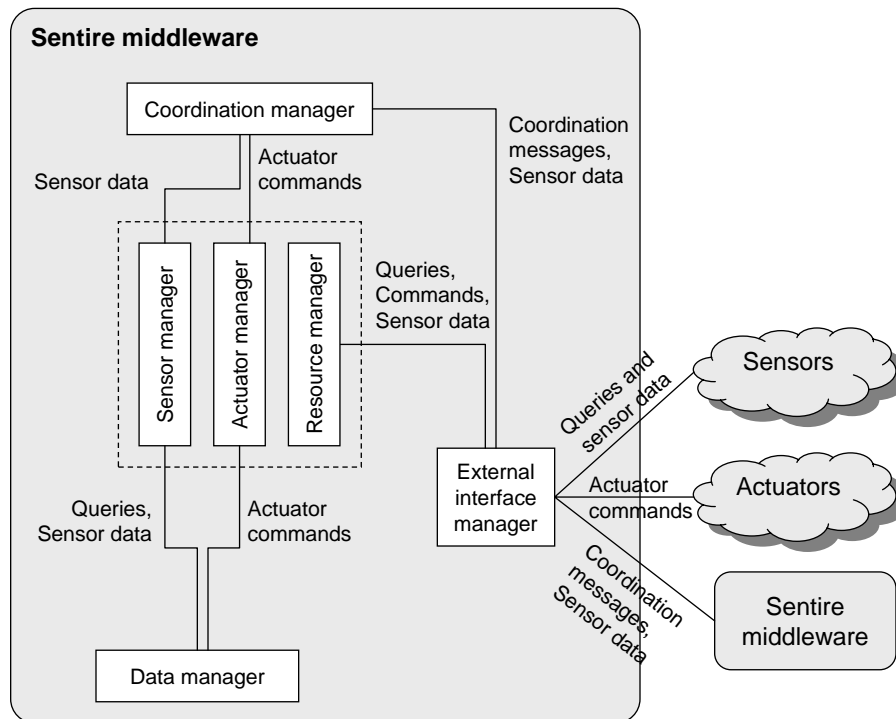 Sentire middleware
Coordination manager
Sensor data
Actuator
commands
Coordination
messages,
Sensor data
Sensor manager
Actuator manager
Resource manager
Queries,
Commands,
Sensor data
Sensors
Queries and
sensor data
External
interface
manager
Actuator
commands
Actuators
Queries,
Sensor data
Actuator
commands
Coordination
messages,
Sensor data
Sentire
middleware
Data manager